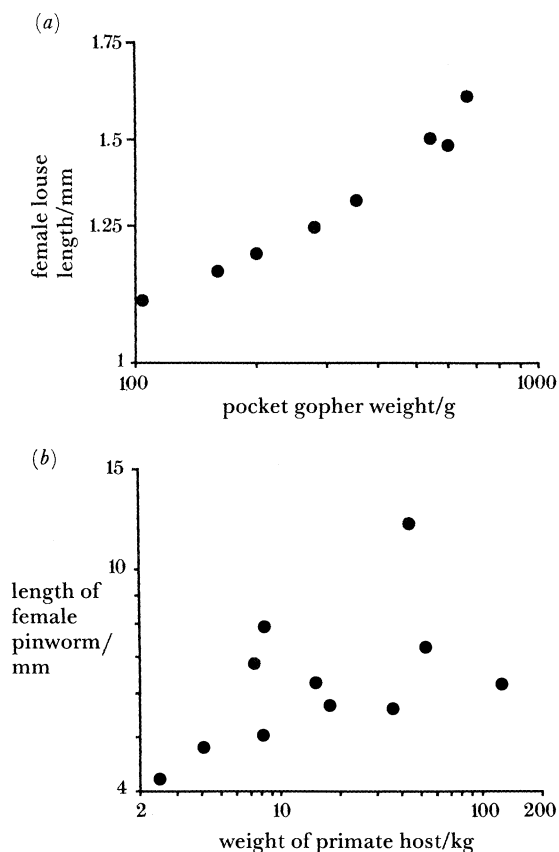 (a)
1.75
1.5
1.25
1
female louse
length/mm
100
1000
pocket gopher weight/g
(b)
15
10
4
length of
female
pinworm/
mm
2
10
100
200
weight of primate host/kg